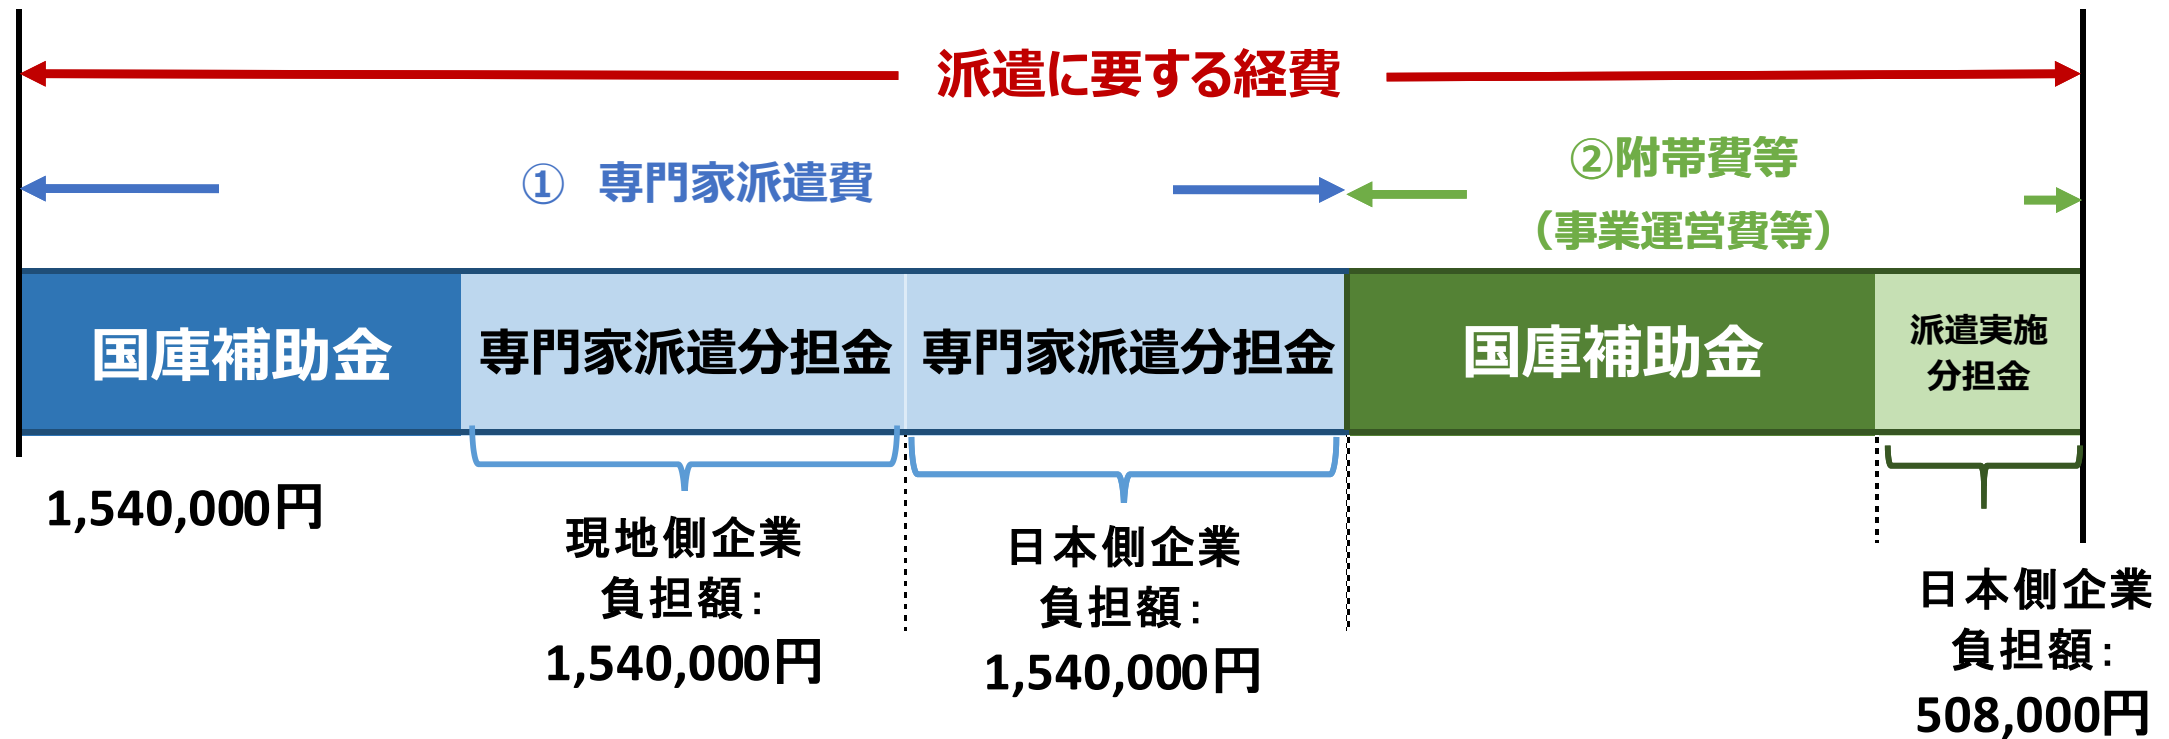 派遣に要する経費
① 専門家派遣費
②附帯費等
（事業運営費等）
国庫補助金
専門家派遣分担金
専門家派遣分担金
国庫補助金
派遣実施
分担金
1,540,000円
現地側企業
負担額：
1,540,000円
日本側企業
負担額：
1,540,000円
日本側企業
負担額：
508,000円